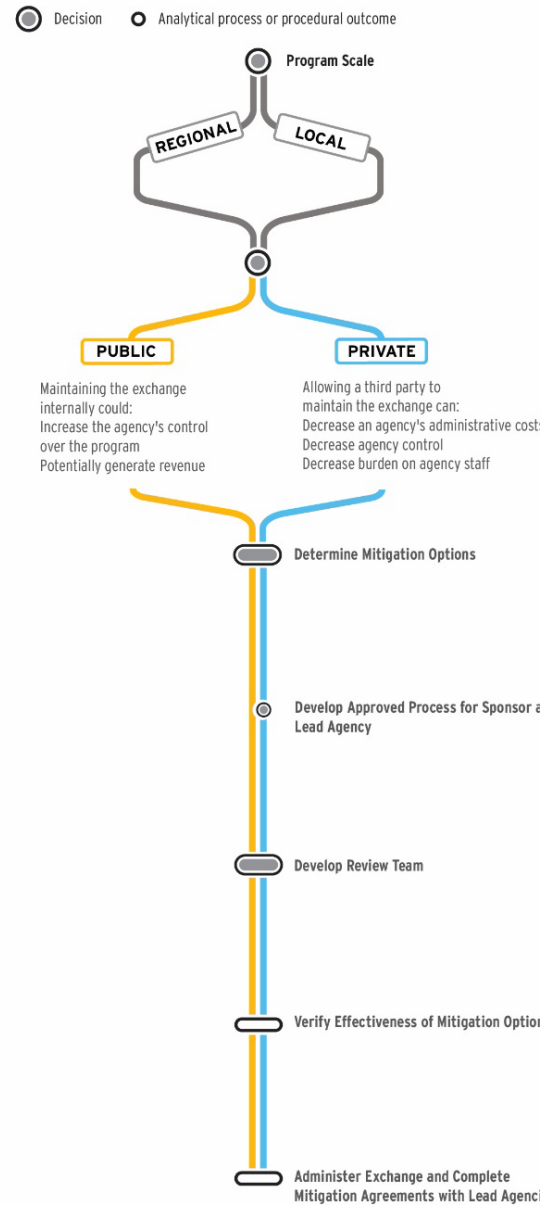 Decision
Analytical process or procedural outcome
Program Scale
REGIONAL
LOCAL
PUBLIC
Maintaining the exchange
internally could:
Increase the agency's control
over the program
Potentially generate revenue
PRIVATE
Allowing a third party to
maintain the exchange can:
Decrease an agency's administrative costs
Decrease agency control
Decrease burden on agency staff
Determine Mitigation Options
Develop Approved Process for Sponsor
Lead Agency
Develop Review Team
Verify Effectiveness of Mitigation
Administer Exchange and Complete
Mitigation Agreements with Lead